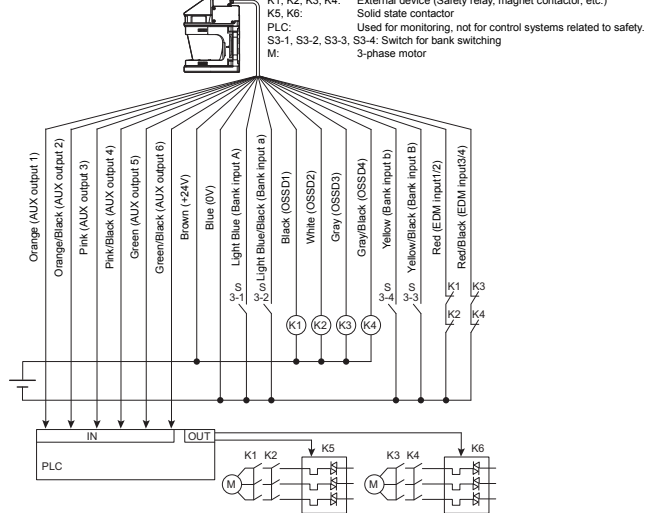 K1, K2, K3, K4: External device (Safety relay, magnet contactor, etc.)
K5, K6: Solid state contactor
PLC: Used for monitoring, not for control systems related to safety.
S3-1, S3-2, S3-3, S3-4: Switch for bank switching
M: 3-phase motor
Orange (AUX output 1)
Orange/Black (AUX output 2)
Pink (AUX output 3)
Pink/Black (AUX output 4)
Green (AUX output 5)
Green/Black (AUX output 6)
Brown (+24V)
Blue (0V)
Light Blue (Bank input A)
Light Blue/Black (Bank input a)
Black (OSSD1)
White (OSSD2)
Gray (OSSD3)
Gray/Black (OSSD4)
Yellow (Bank input b)
Yellow/Black (Bank input B)
Red (EDM input1/2)
Red/Black (EDM input3/4)
S
3-1
S
3-2
S
3-4
S
3-3
K1 K3
K2 K4
K1 K2 K3 K4
IN OUT
PLC
K1 K2 K5
M
K3 K4 K6
M